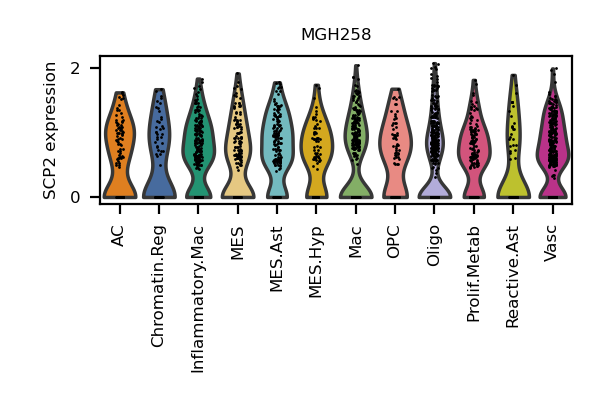 MGH258
SCP2 expression
2
0
AC
Chromatin.Reg
Inflammatory.Mac
MES
MES.Ast
MES.Hyp
Mac
OPC
Oligo
Prolif.Metab
Reactive.Ast
Vasc